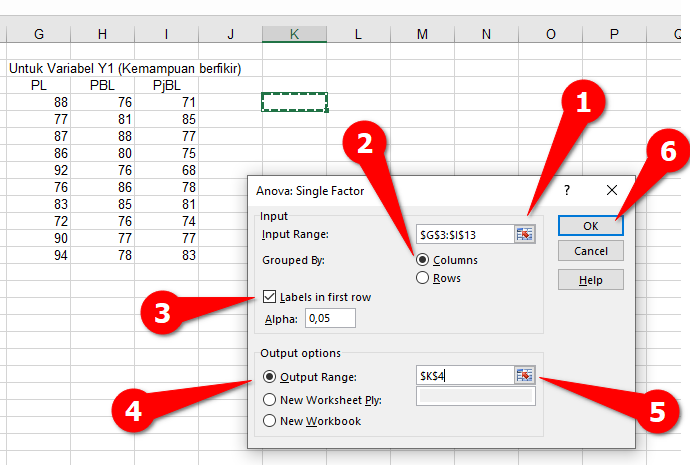 G H I J K L M N O P Q
Untuk Variabel Y1 (Kemampuan berfikir)
PL PBL PjBL
88 76 71
77 81 85
87 88 77
86 80 75
92 76 68
76 86 78
83 85 81
72 76 74
90 77 77
94 78 83
1
2
6
Anova: Single Factor ? ×
Input
Input Range: $G$3:$I$13
OK
Grouped By: Columns
Cancel
Rows
Help
3
Labels in first row
Alpha: 0,05
Output options
4
Output Range: $K$4
5
New Worksheet Ply:
New Workbook